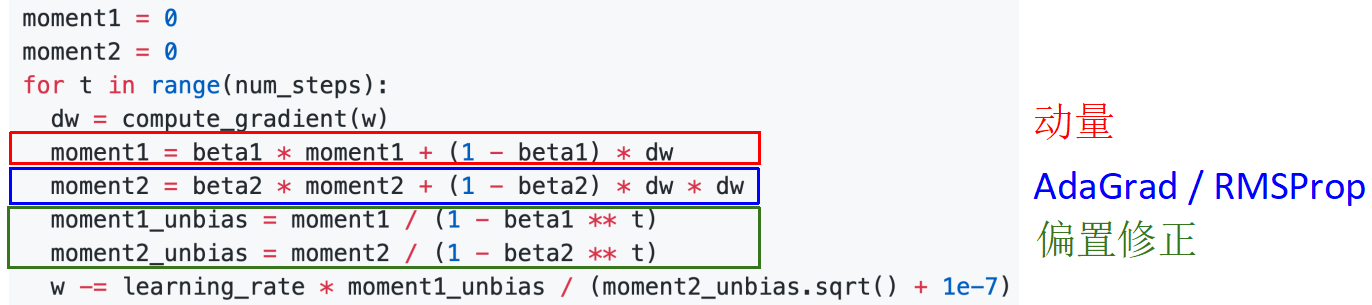 moment1 = 0
moment2 = 0
for t in range(num_steps):
  dw = compute_gradient(w)
  moment1 = beta1 * moment1 + (1 - beta1) * dw
  moment2 = beta2 * moment2 + (1 - beta2) * dw * dw
  moment1_unbias = moment1 / (1 - beta1 ** t)
  moment2_unbias = moment2 / (1 - beta2 ** t)
  w -= learning_rate * moment1_unbias / (moment2_unbias.sqrt() + 1e-7)
动量
AdaGrad / RMSProp
偏置修正